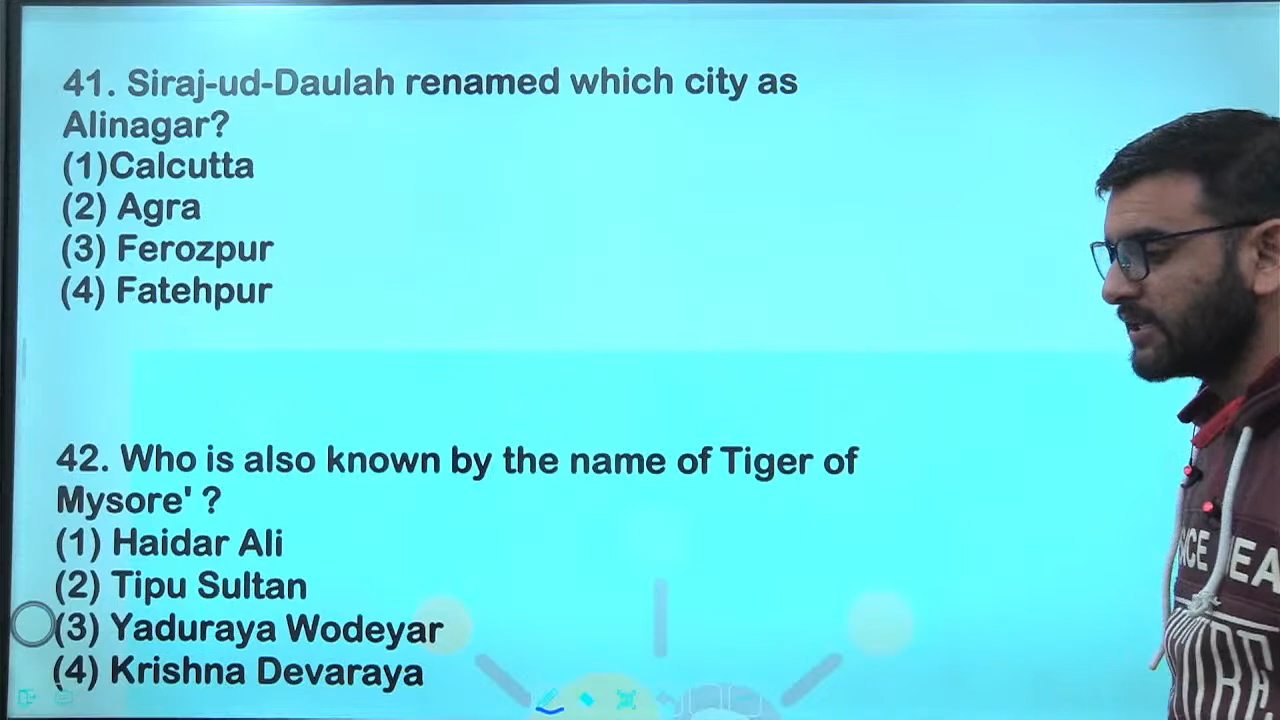 41. Siraj-ud-Daulah renamed which city as
Alinagar?
(1)Calcutta
(2) Agra
(3) Ferozpur
(4) Fatehpur
42. Who is also known by the name of Tiger of
Mysore' ?
(1) Haidar Ali
(2) Tipu Sultan
(3) Yaduraya Wodeyar
(4) Krishna Devaraya